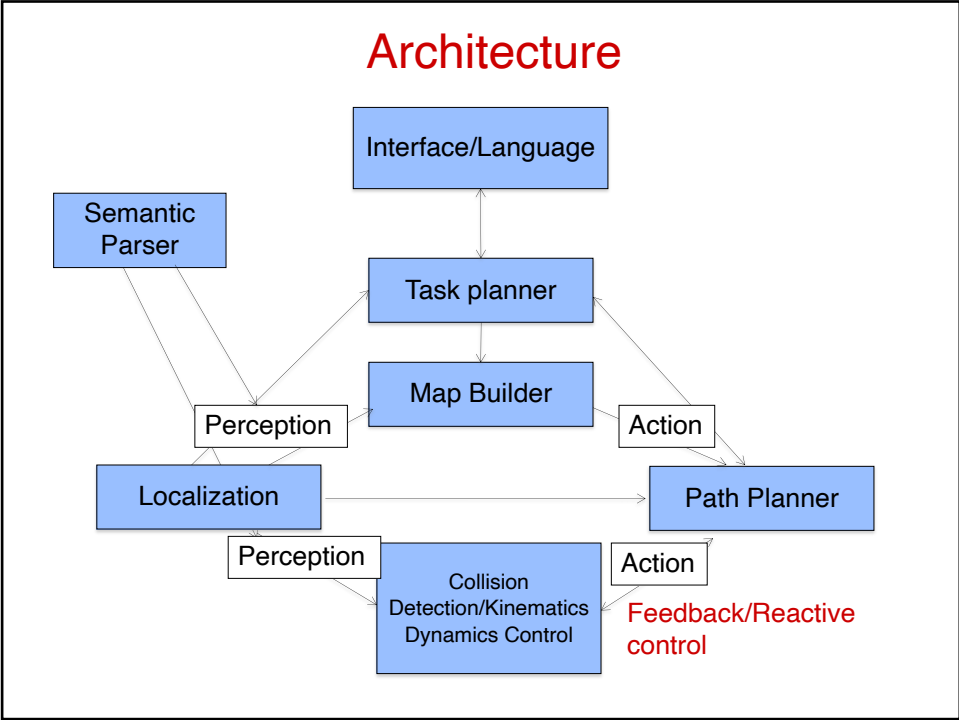 Architecture
Interface/Language
Semantic
Parser
Task planner
Map Builder
Perception
Action
Localization
Path Planner
Perception
Action
Collision
Detection/Kinematics
Dynamics Control
Feedback/Reactive
control